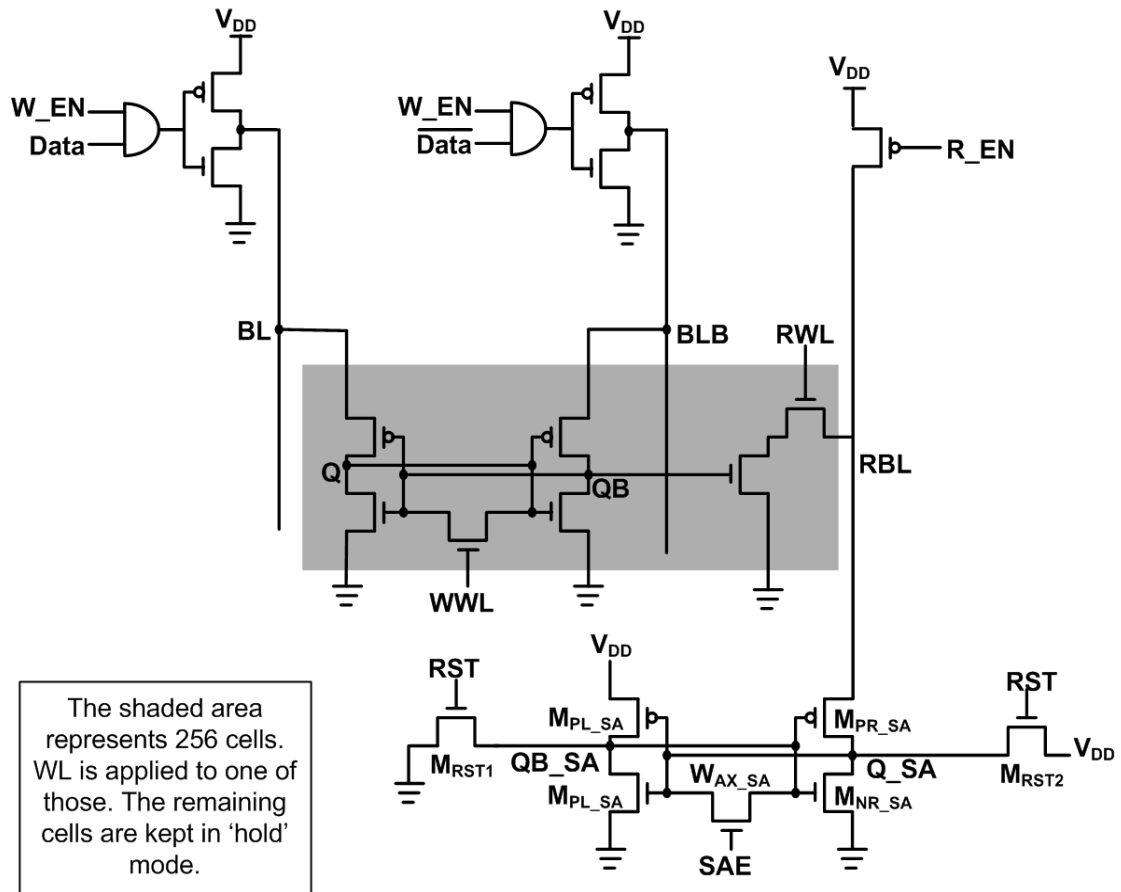 VDD
VDD
VDD
W_EN
Data
W_EN
Data
R_EN
BL
BLB
RWL
Q
QB
RBL
WWL
VDD
RST
RST
MPL_SA
MPR_SA
MRST1
QB_SA
WAX_SA
Q_SA
MRST2
VDD
MPL_SA
MNR_SA
SAE
The shaded area
represents 256 cells.
WL is applied to one of
those. The remaining
cells are kept in ‘hold’
mode.